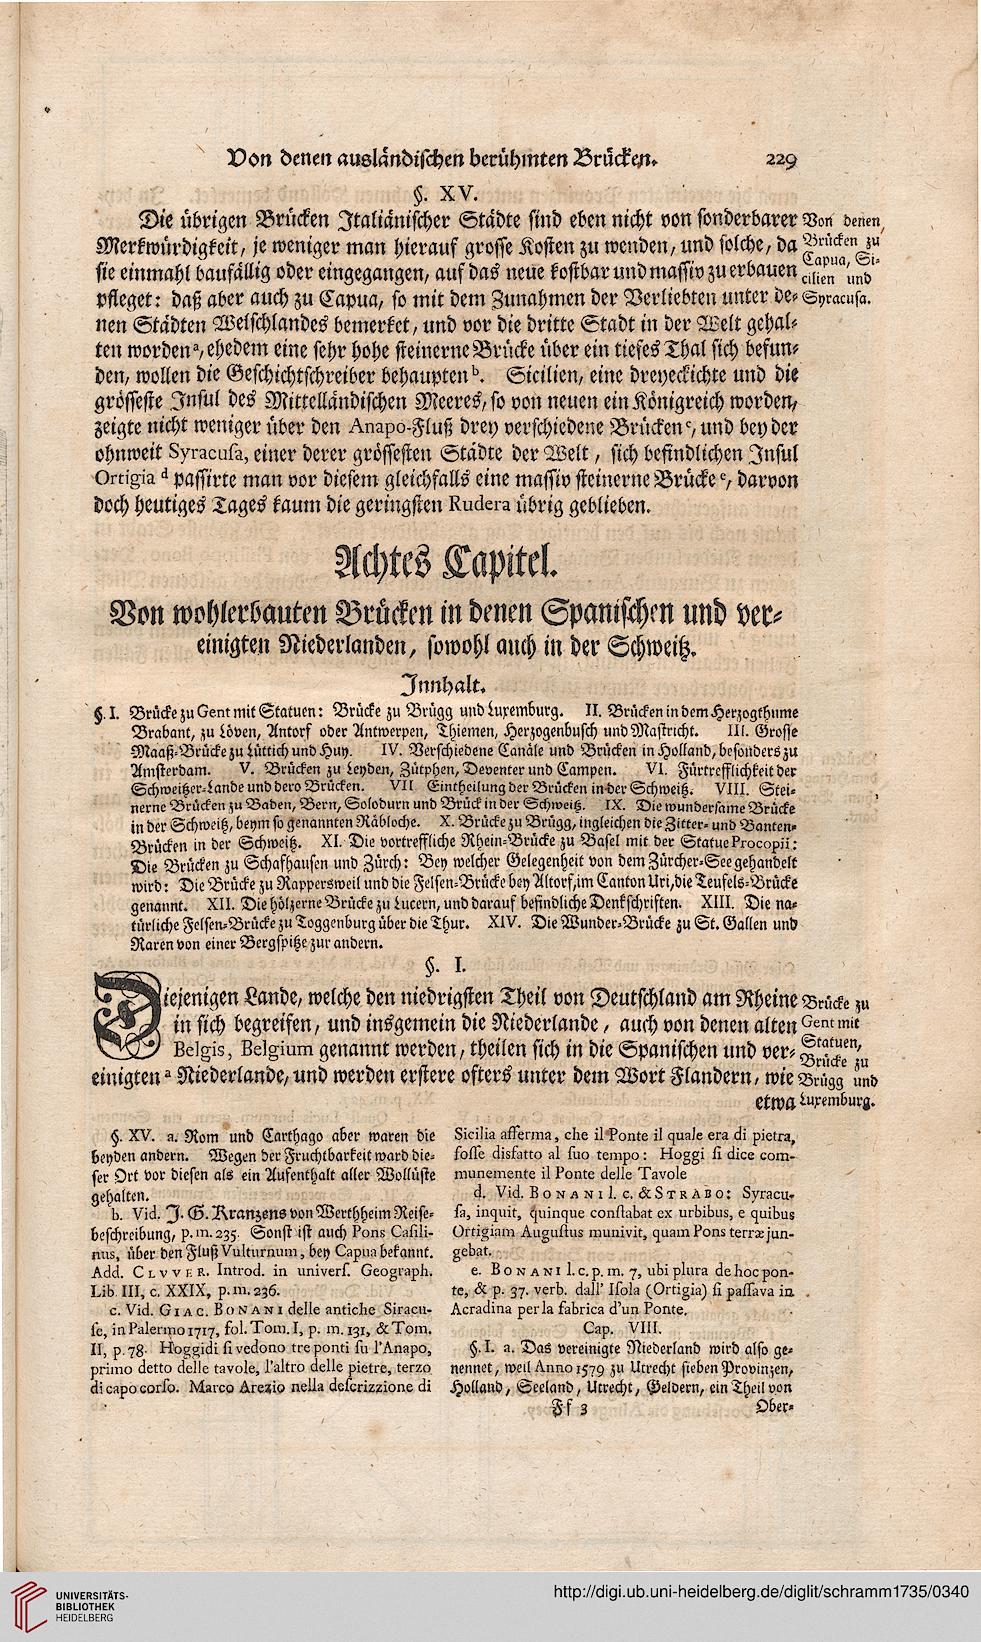 Von denen ausländischen berühmten Brücken. 229
§. XV.
Die übrigen Brücken Italiänischer Städte sind eben nicht von sonderbarer
Merkwürdigkeit, je weniger man hierauf grosse Kosten zu wenden, und solche, da
sie einmahl baufällig oder eingegangen, auf das neue kostbar und massiv zu erbauen
pfleget: daß aber auch zu Capua, so mit dem Zunahmen der Verliebten unter de-
nen Städten Welschlandes bemerket, und vor die dritte Stadt in der Welt gehal-
ten worden a, ehedem eine sehr hohe steinerne Brücke über ein tiefes Thal sich befun-
den, wollen die Geschichtschreiber behaupten b. Sicilien, eine dreyeckichte und die
grösseste Insul des Mittelländischen Meeres, so von neuen ein Königreich worden,
zeigte nicht weniger über den Anapo-Fluß drey verschiedene Brücken c, und bey der
ohnweit Syracusa, einer derer grössesten Städte der Welt, sich befindlichen Insul
Ortigia d passirte man vor diesem gleichfalls eine massiv steinerne Brücke e, darvon
doch heutiges Tages kaum die geringsten Rudera übrig geblieben.
Von denen
Brücken zu
Capua, Si-
cilien und
Syracusa.
Achtes Capitel.
Von wohlerbauten Brücken in denen Spanischen und ver-
einigten Niederlanden, sowohl auch in der Schweitz.
Innhalt.
§. I. Brücke zu Gent mit Statuen: Brücke zu Brügg und Luxemburg. II. Brücken in dem Herzogthume
Brabant, zu Löven, Antorf oder Antwerpen, Thiemen, Herzogenbusch und Mastricht. III. Grosse
Maaß-Brücke zu Lüttich und Huy. IV. Verschiedene Canäle und Brücken in Holland, besonders zu
Amsterdam. V. Brücken zu Leyden, Zütphen, Deventer und Campen. VI. Fürtrefflichkeit der
Schweitzer-Lande und dero Brücken. VII Eintheilung der Brücken in der Schweitz. VIII. Stei-
nerne Brücken zu Baden, Bern, Solodurn und Brück in der Schweitz. IX. Die wundersame Brücke
in der Schweitz, beym so genannten Räbloche. X. Brücke zu Brügg, ingleichen die Zitter- und Banten-
Brücken in der Schweitz. XI. Die vortreffliche Rhein-Brücke zu Basel mit der Statue Procopii:
Die Brücken zu Schafhausen und Zürch: Bey welcher Gelegenheit von dem Zürcher-See gehandelt
wird: Die Brücke zu Rappersweil und die Felsen-Brücke bey Altorf, im Canton Uri, die Teufels-Brücke
genannt. XII. Die hölzerne Brücke zu Lucern, und darauf befindliche Denkschriften. XIII. Die na-
türliche Felsen-Brücke zu Toggenburg über die Thur. XIV. Die Wunder-Brücke zu St. Gallen und
Raren von einer Bergspitze zur andern.
§. I.
Diejenigen Lande, welche den niedrigsten Theil von Deutschland am Rheine
in sich begreifen, und insgemein die Niederlande, auch von denen alten
Belgis, Belgium genannt werden, theilen sich in die Spanischen und ver-
einigten a Niederlande, und werden erstere öfters unter dem Wort Flandern, wie
etwa
Brücke zu
Gent mit
Statuen,
Brücke zu
Brügg und
Luxemburg.
§. XV. a. Rom und Carthago aber waren die
beyden andern. Wegen der Fruchtbarkeit ward die-
ser Ort vor diesen als ein Aufenthalt aller Wollüste
gehalten.
b. Vid. J. G. Kranzens von Werthheim Reise-
beschreibung, p. m. 235. Sonst ist auch Pons Casili-
nus, über den Fluß Vulturnum, bey Capua bekannt.
Add. CLVVER. Introd. in univers. Geograph.
Lib. III, c. XXIX, p. m. 236.
c. Vid. GIAC. BONANI delle antiche Siracu-
se, in Palermo 1717, fol. Tom. I, p. m. 131, & Tom.
II, p. 78. Hoggidi si vedono tre ponti su l'Anapo,
primo detto delle tavole, l'altro delle pietre, terzo
di capo corso. Marco Arezio nella descrizzione di
Sicilia afferma, che il Ponte il quale era di pietra,
fosse disfatto al suo tempo: Hoggi si dice com-
munemente il Ponte delle Tavole
d. Vid. BONANI l. c. & STRABO: Syracu-
sa, inquit, quinque constabat ex urbibus, e quibus
Ortigiam Augustus munivit, quam Pons terræ jun-
gebat.
e. BONANI l. c. p. m. 7, ubi plura de hoc pon-
te, & p. 37. verb. dall' Isola (Ortigia) si passava in
Acradina per la fabrica d'un Ponte.
Cap. VIII.
§. I. a. Das vereinigte Niederland wird also ge-
nennet, weil Anno 1579 zu Utrecht sieben Provinzen,
Holland, Seeland, Utrecht, Geldern, ein Theil von
Ff 3 Ober-
UNIVERSITÄTS-
BIBLIOTHEK
HEIDELBERG
http://digi.ub.uni-heidelberg.de/diglit/schramm1735/0340